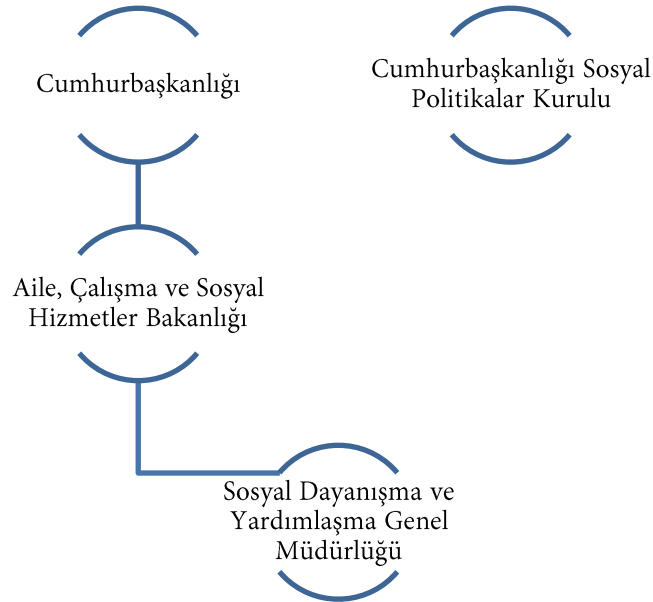 Cumhurbaşkanlığı
Cumhurbaşkanlığı Sosyal
Politikalar Kurulu
Aile, Çalışma ve Sosyal
Hizmetler Bakanlığı
Sosyal Dayanışma ve
Yardımlaşma Genel
Müdürlüğü